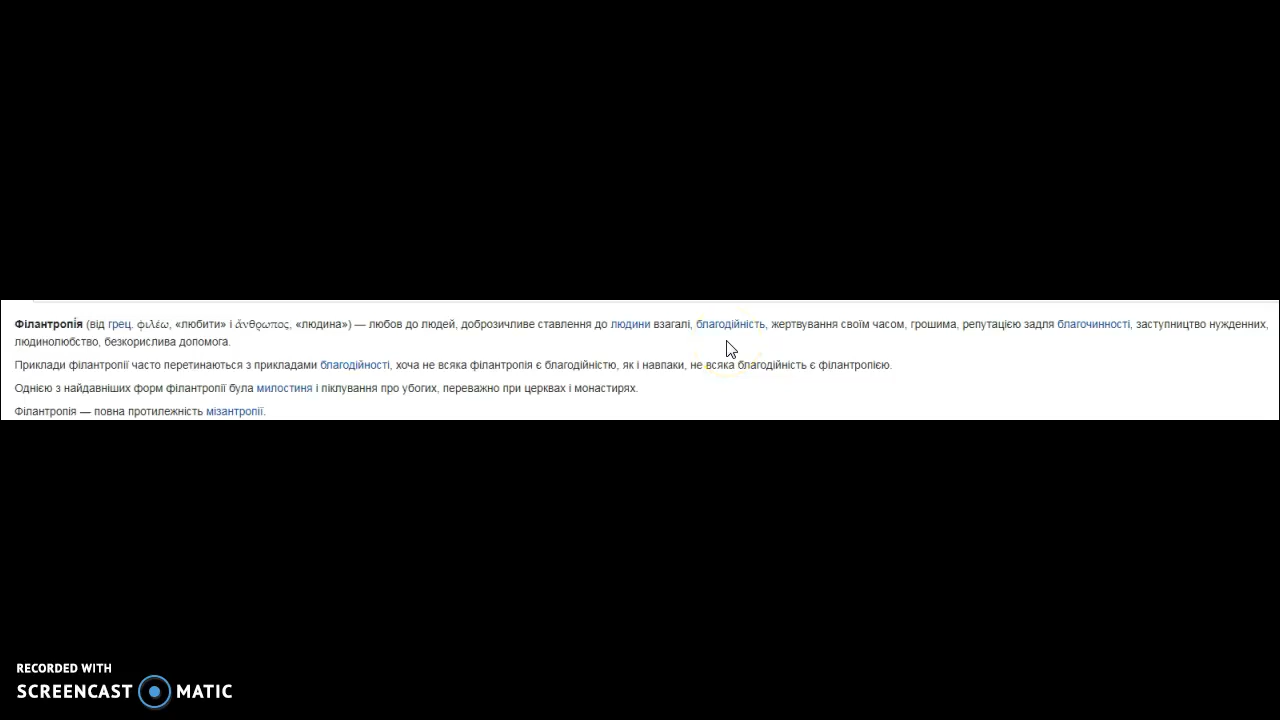 Філантропі́я (від грец. φιλέω, «любити» і ἄνθρωπος, «людина») — любов до людей, доброзичливе ставлення до людини взагалі, благодійність, жертвування своїм часом, грошима, репутацією задля благочинності, заступництво нужденних,
людинолюбство, безкорислива допомога.
Приклади філантропії часто перетинаються з прикладами благодійності, хоча не всяка філантропія є благодійністю, як і навпаки, не всяка благодійність є філантропією.
Однією з найдавніших форм філантропії була милостиня і піклування про убогих, переважно при церквах і монастирях.
Філантропія — повна протилежність мізантропії.
RECORDED WITH
SCREENCAST MATIC